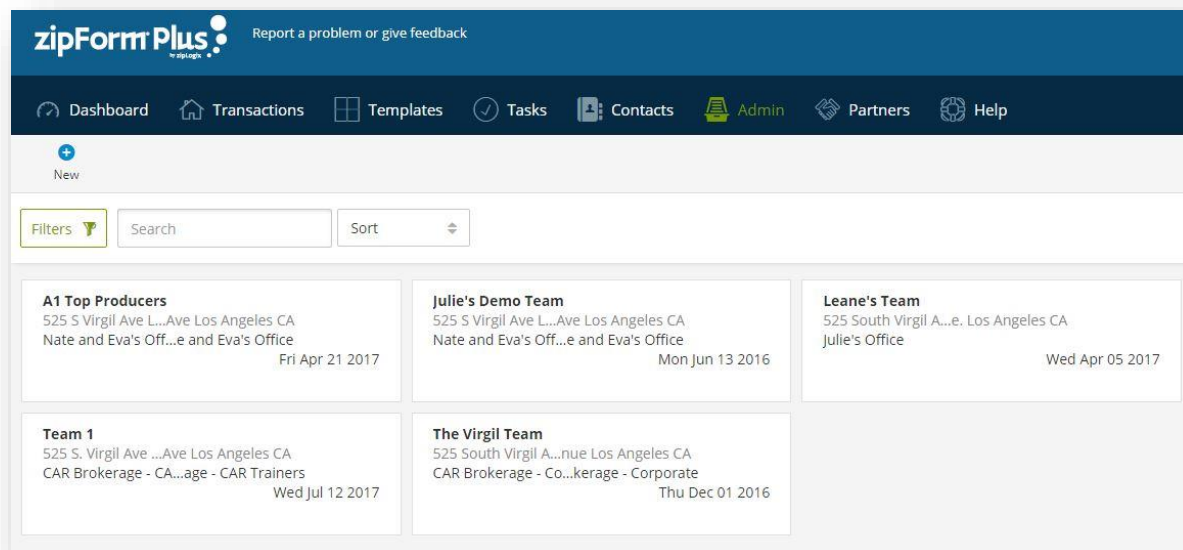 zipForm Plus
by zipLogix
Report a problem or give feedback
Dashboard
Transactions
Templates
Tasks
Contacts
Admin
Partners
Help
New
Filters
Search
Sort
A1 Top Producers
525 S Virgil Ave L...Ave Los Angeles CA
Nate and Eva's Off...e and Eva's Office
Fri Apr 21 2017
Julie's Demo Team
525 S Virgil Ave L...Ave Los Angeles CA
Nate and Eva's Off...e and Eva's Office
Mon Jun 13 2016
Leane's Team
525 South Virgil A...e. Los Angeles CA
Julie's Office
Wed Apr 05 2017
Team 1
525 S. Virgil Ave ...Ave Los Angeles CA
CAR Brokerage - CA...age - CAR Trainers
Wed Jul 12 2017
The Virgil Team
525 South Virgil A...nue Los Angeles CA
CAR Brokerage - Co...kerage - Corporate
Thu Dec 01 2016